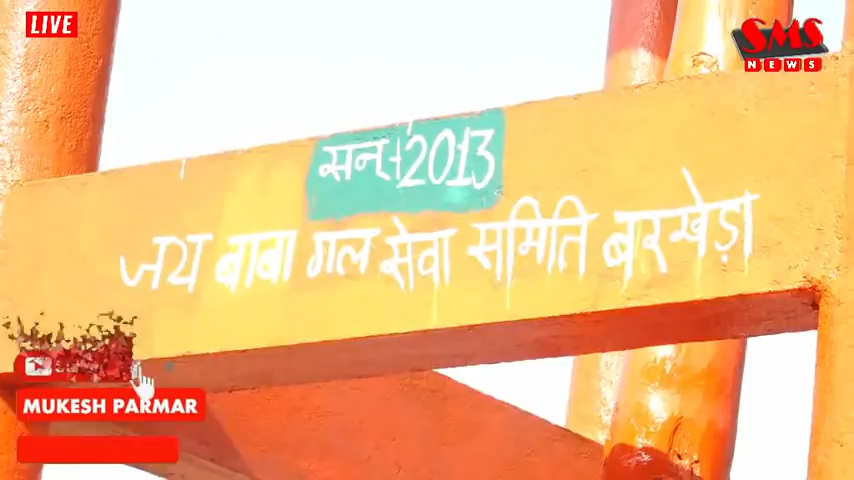 LIVE
SMS
NEWS
सन् 2013
जय बाबा गल सेवा समिति बरखेड़ा
MUKESH PARMAR